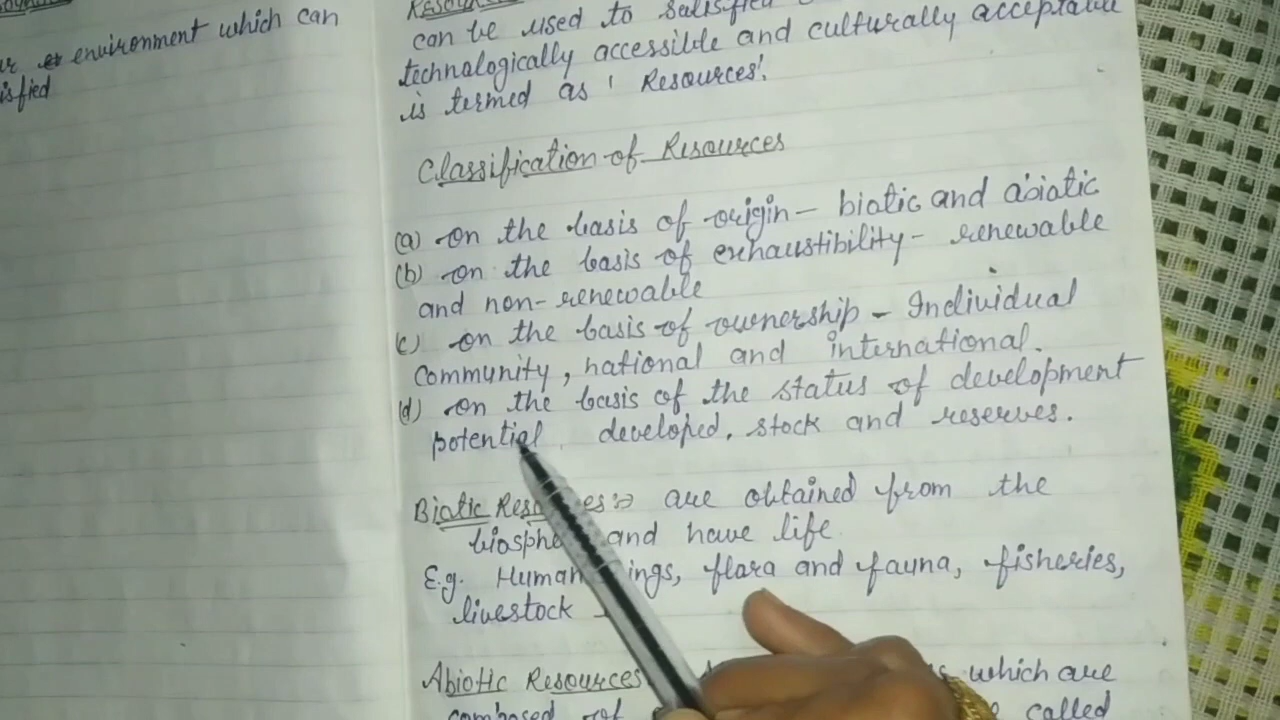 environment which can
can be used to satisfied
technologically accessible and culturally acceptable
is termed as ' Resources'.
Classification of Resources
(a) on the basis of origin - biotic and abiotic
(b) on the basis of exhaustibility - renewable
and non-renewable
(c) on the basis of ownership - Individual
community, national and international.
(d) on the basis of the status of development
potential, developed, stock and reserves.
Biotic Resources :→ are obtained from the
and have life.
E.g. Human flora and fauna, fisheries,
livestock -
Abiotic Resources which are
composed of called